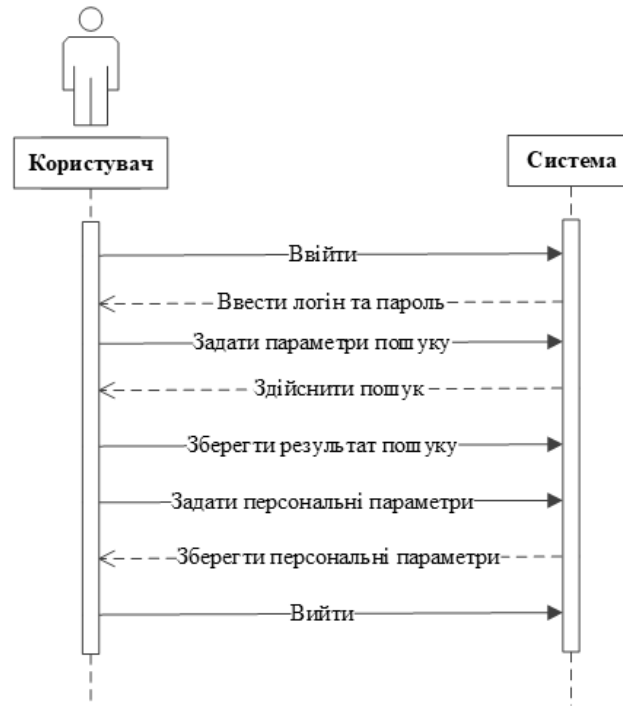 Користувач
Система
Ввійти
Ввести логін та пароль
Задати параметри пошуку
Здійснити пошук
Зберегти результат пошуку
Задати персональні параметри
Зберегти персональні параметри
Вийти